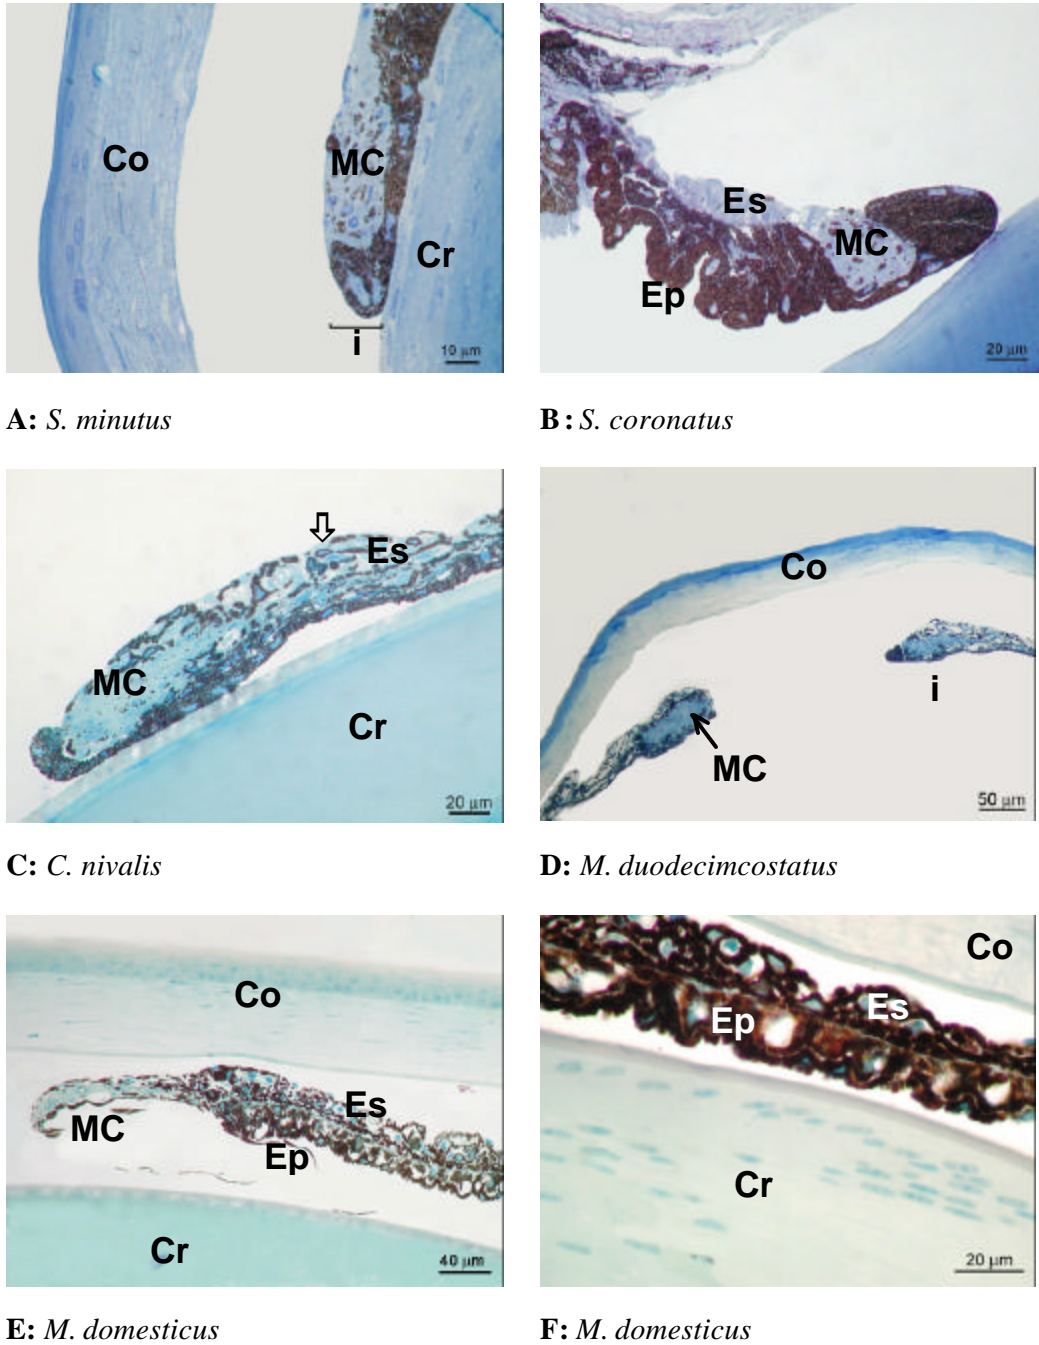 Co
MC
Cr
i
10 µm
Es
MC
Ep
20 µm
A: S. minutus
B : S. coronatus
Es
MC
Cr
20 µm
Co
i
MC
50 µm
C: C. nivalis
D: M. duodecimcostatus
Co
Es
MC
Ep
Cr
40 µm
Co
Es
Ep
Cr
20 µm
E: M. domesticus
F: M. domesticus